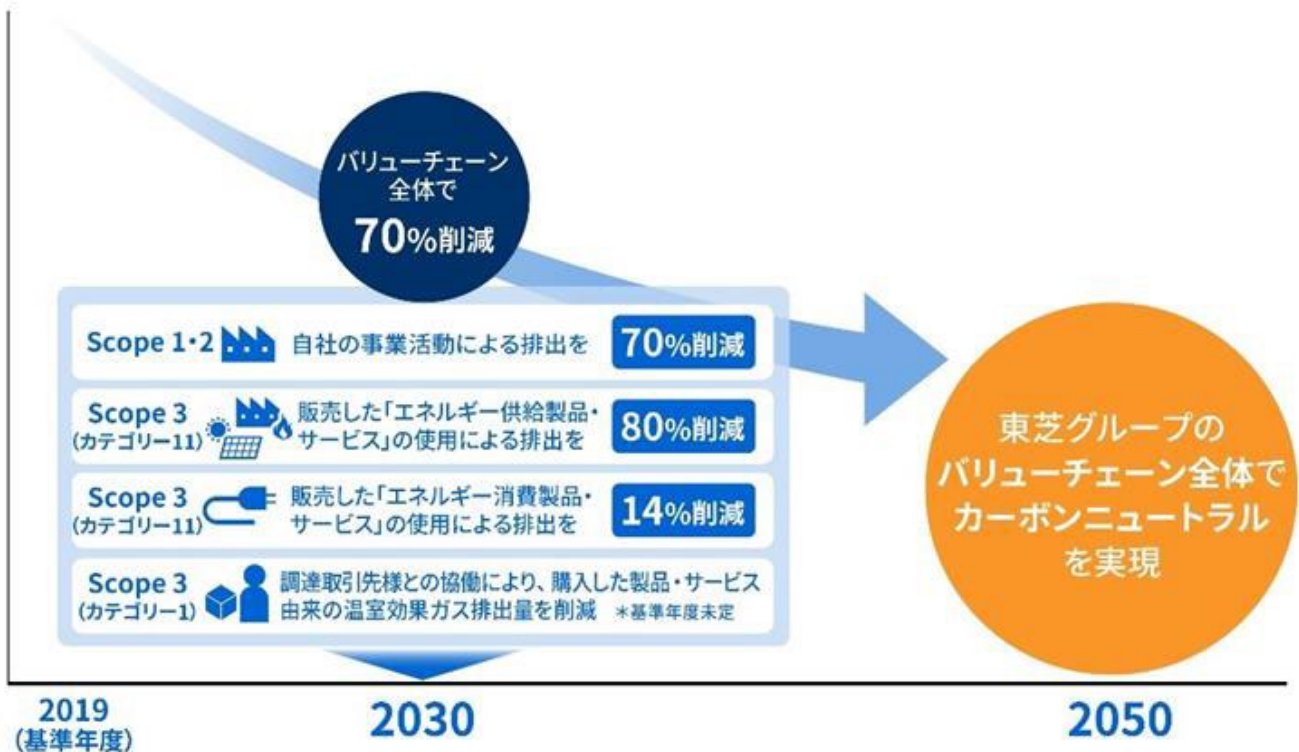 バリューチェーン
全体で
70%削減
Scope 1・2
自社の事業活動による排出を
70%削減
Scope 3
(カテゴリー11)
販売した「エネルギー供給製品・
サービス」の使用による排出を
80%削減
Scope 3
(カテゴリー11)
販売した「エネルギー消費製品・
サービス」の使用による排出を
14%削減
Scope 3
(カテゴリー1)
調達取引先様との協働により、購入した製品・サービス
由来の温室効果ガス排出量を削減 *基準年度未定
東芝グループの
バリューチェーン全体で
カーボンニュートラル
を実現
2019
(基準年度)
2030
2050